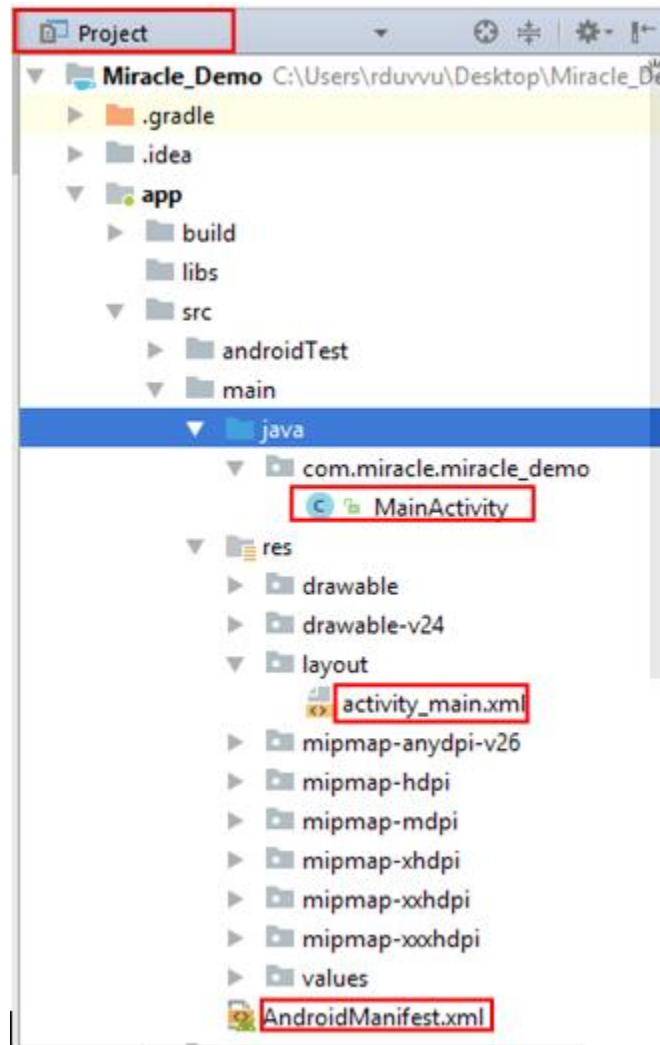 Project
Miracle_Demo C:\Users\rduvvu\Desktop\Miracle_De
.gradle
.idea
app
build
libs
src
androidTest
main
java
com.miracle.miracle_demo
C MainActivity
res
drawable
drawable-v24
layout
activity_main.xml
mipmap-anydpi-v26
mipmap-hdpi
mipmap-mdpi
mipmap-xhdpi
mipmap-xxhdpi
mipmap-xxxhdpi
values
AndroidManifest.xml